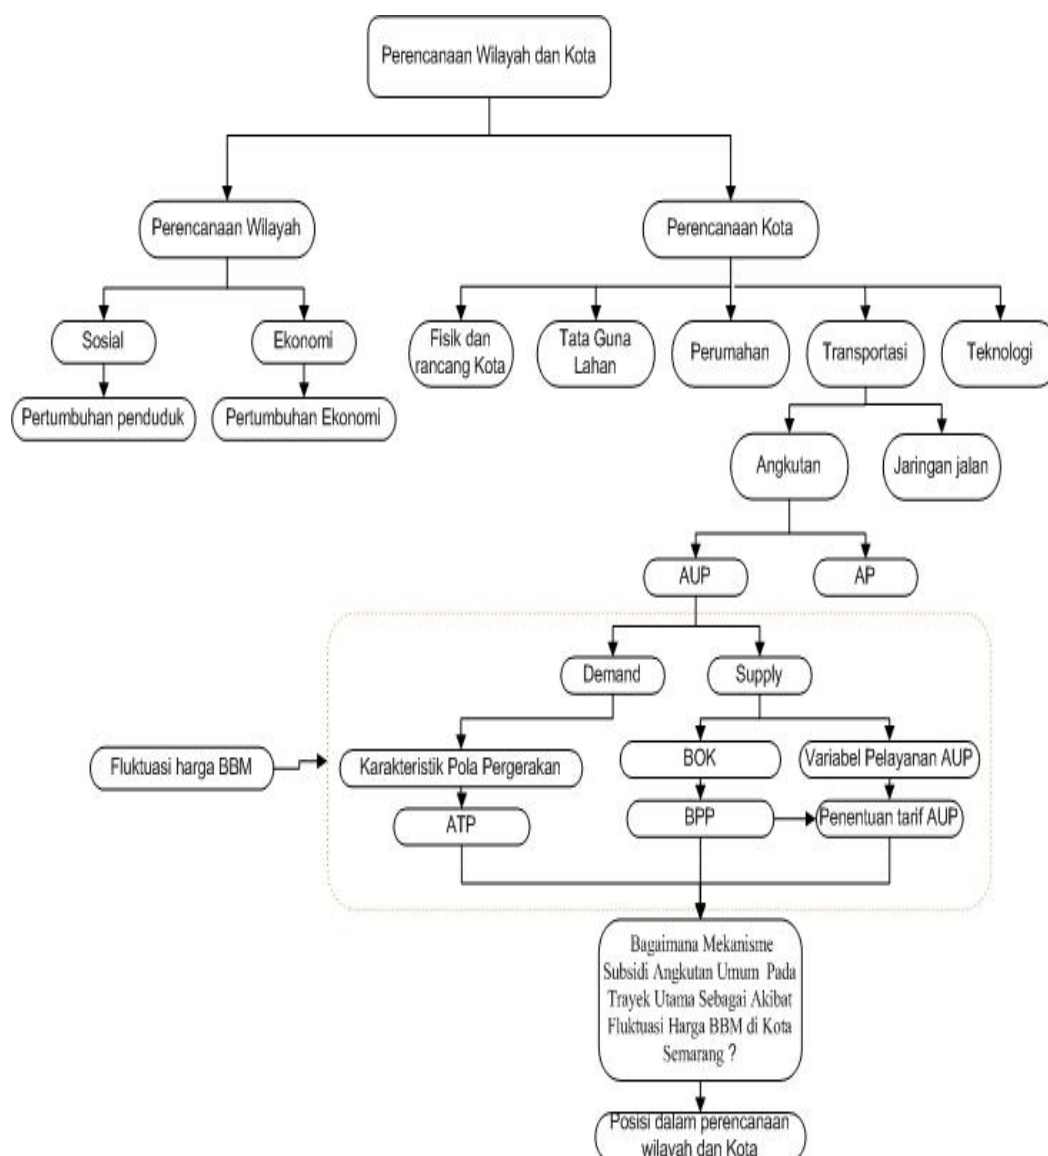 Perencanaan Wilayah dan Kota
Perencanaan Wilayah
Perencanaan Kota
Sosial
Ekonomi
Fisik dan
rancang Kota
Tata Guna
Lahan
Perumahan
Transportasi
Teknologi
Pertumbuhan penduduk
Pertumbuhan Ekonomi
Angkutan
Jaringan jalan
AUP
AP
Demand
Supply
Fluktuasi harga BBM
Karakteristik Pola Pergerakan
BOK
Variabel Pelayanan AUP
ATP
BPP
Penentuan tarif AUP
Bagaimana Mekanisme
Subsidi Angkutan Umum Pada
Trayek Utama Sebagai Akibat
Fluktuasi Harga BBM di Kota
Semarang ?
Posisi dalam perencanaan
wilayah dan Kota